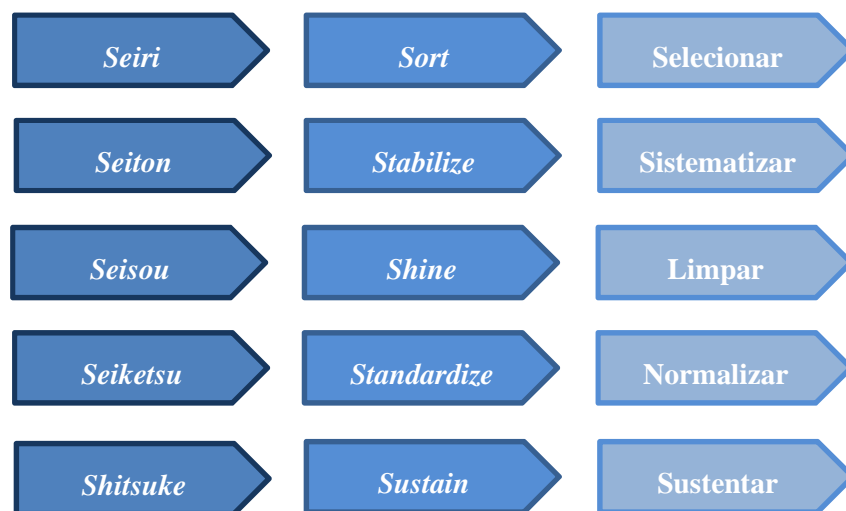 Seiri Sort Selecionar
Seiton Stabilize Sistematizar
Seisou Shine Limpar
Seiketsu Standardize Normalizar
Shitsuke Sustain Sustentar